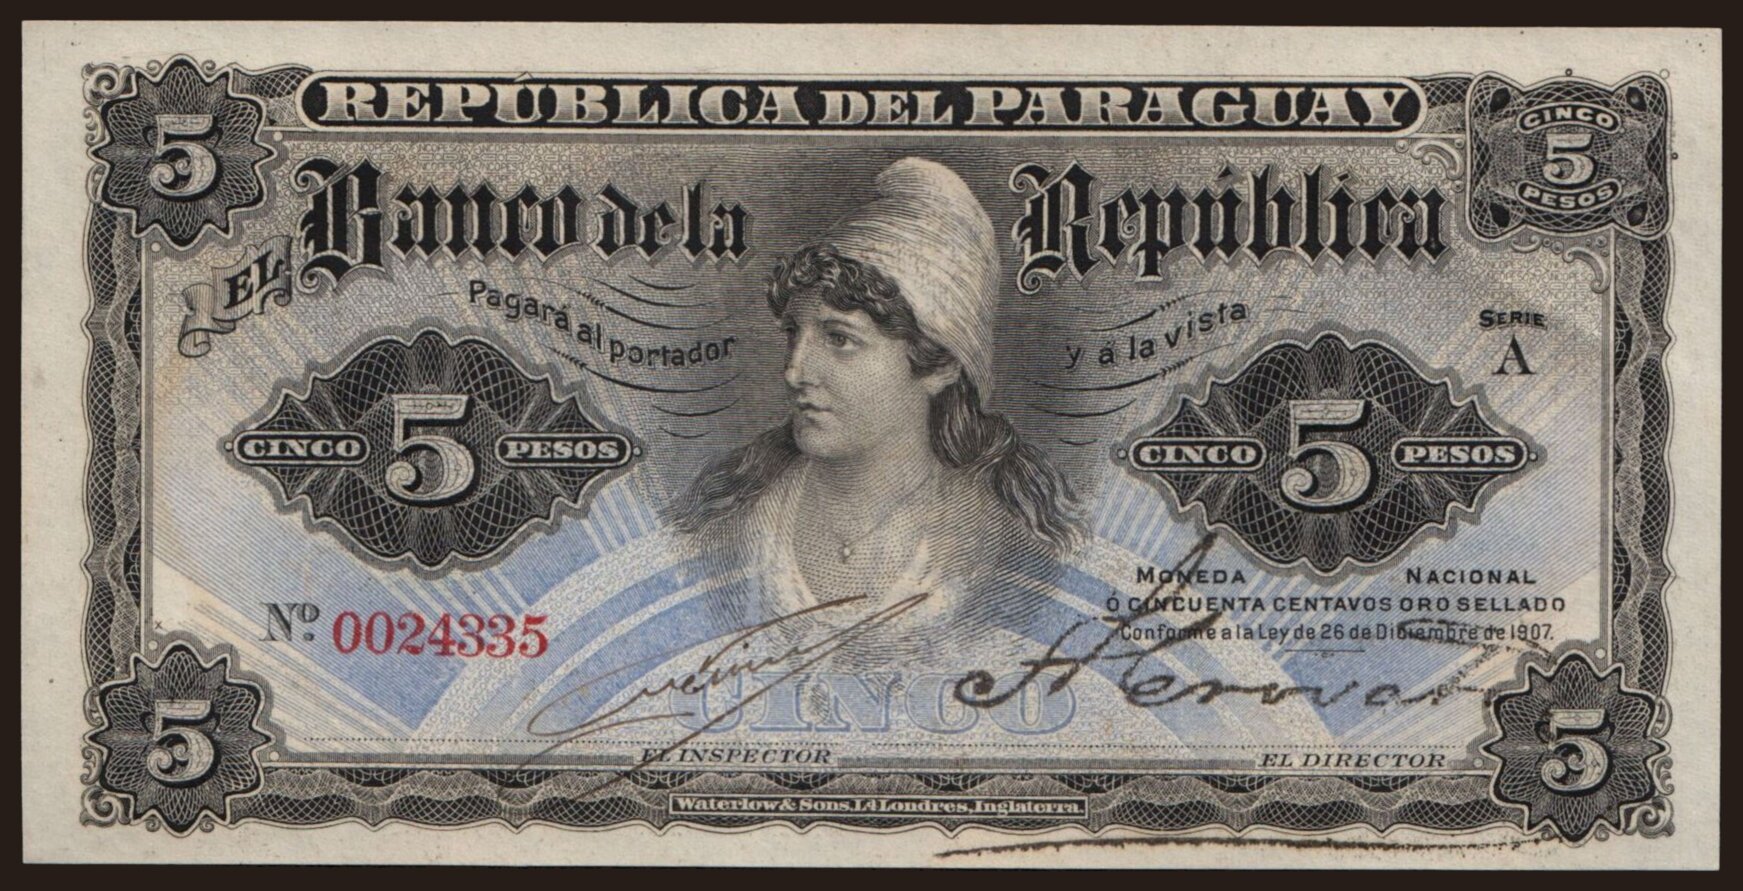 REPÚBLICA DEL PARAGUAY
5
CINCO
5
PESOS
EL Banco de la República
Pagará al portador y á la vista
SERIE
A
CINCO 5 PESOS
CINCO 5 PESOS
MONEDA NACIONAL
Ó CINCUENTA CENTAVOS ORO SELLADO
Conforme a la Ley de 26 de Diciembre de 1907.
Nº. 0024335
CINCO
EL INSPECTOR
EL DIRECTOR
5
5
Waterlow & Sons, Ld. Londres, Inglaterra.